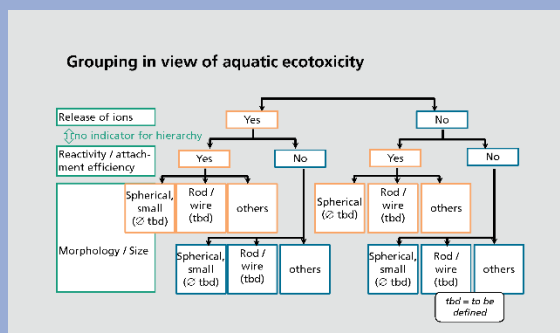 Grouping in view of aquatic ecotoxicity
Release of ions
Yes
No
no indicator for hierarchy
Reactivity / attach-
ment efficiency
Yes
No
Yes
No
Morphology / Size
Spherical,
small
(∅ tbd)
Rod /
wire
(tbd)
others
Spherical
(∅ tbd)
Rod /
wire
(tbd)
others
Spherical,
small
(∅ tbd)
Rod /
wire
(tbd)
others
Spherical,
small
(∅ tbd)
Rod /
wire
(tbd)
others
tbd = to be
defined